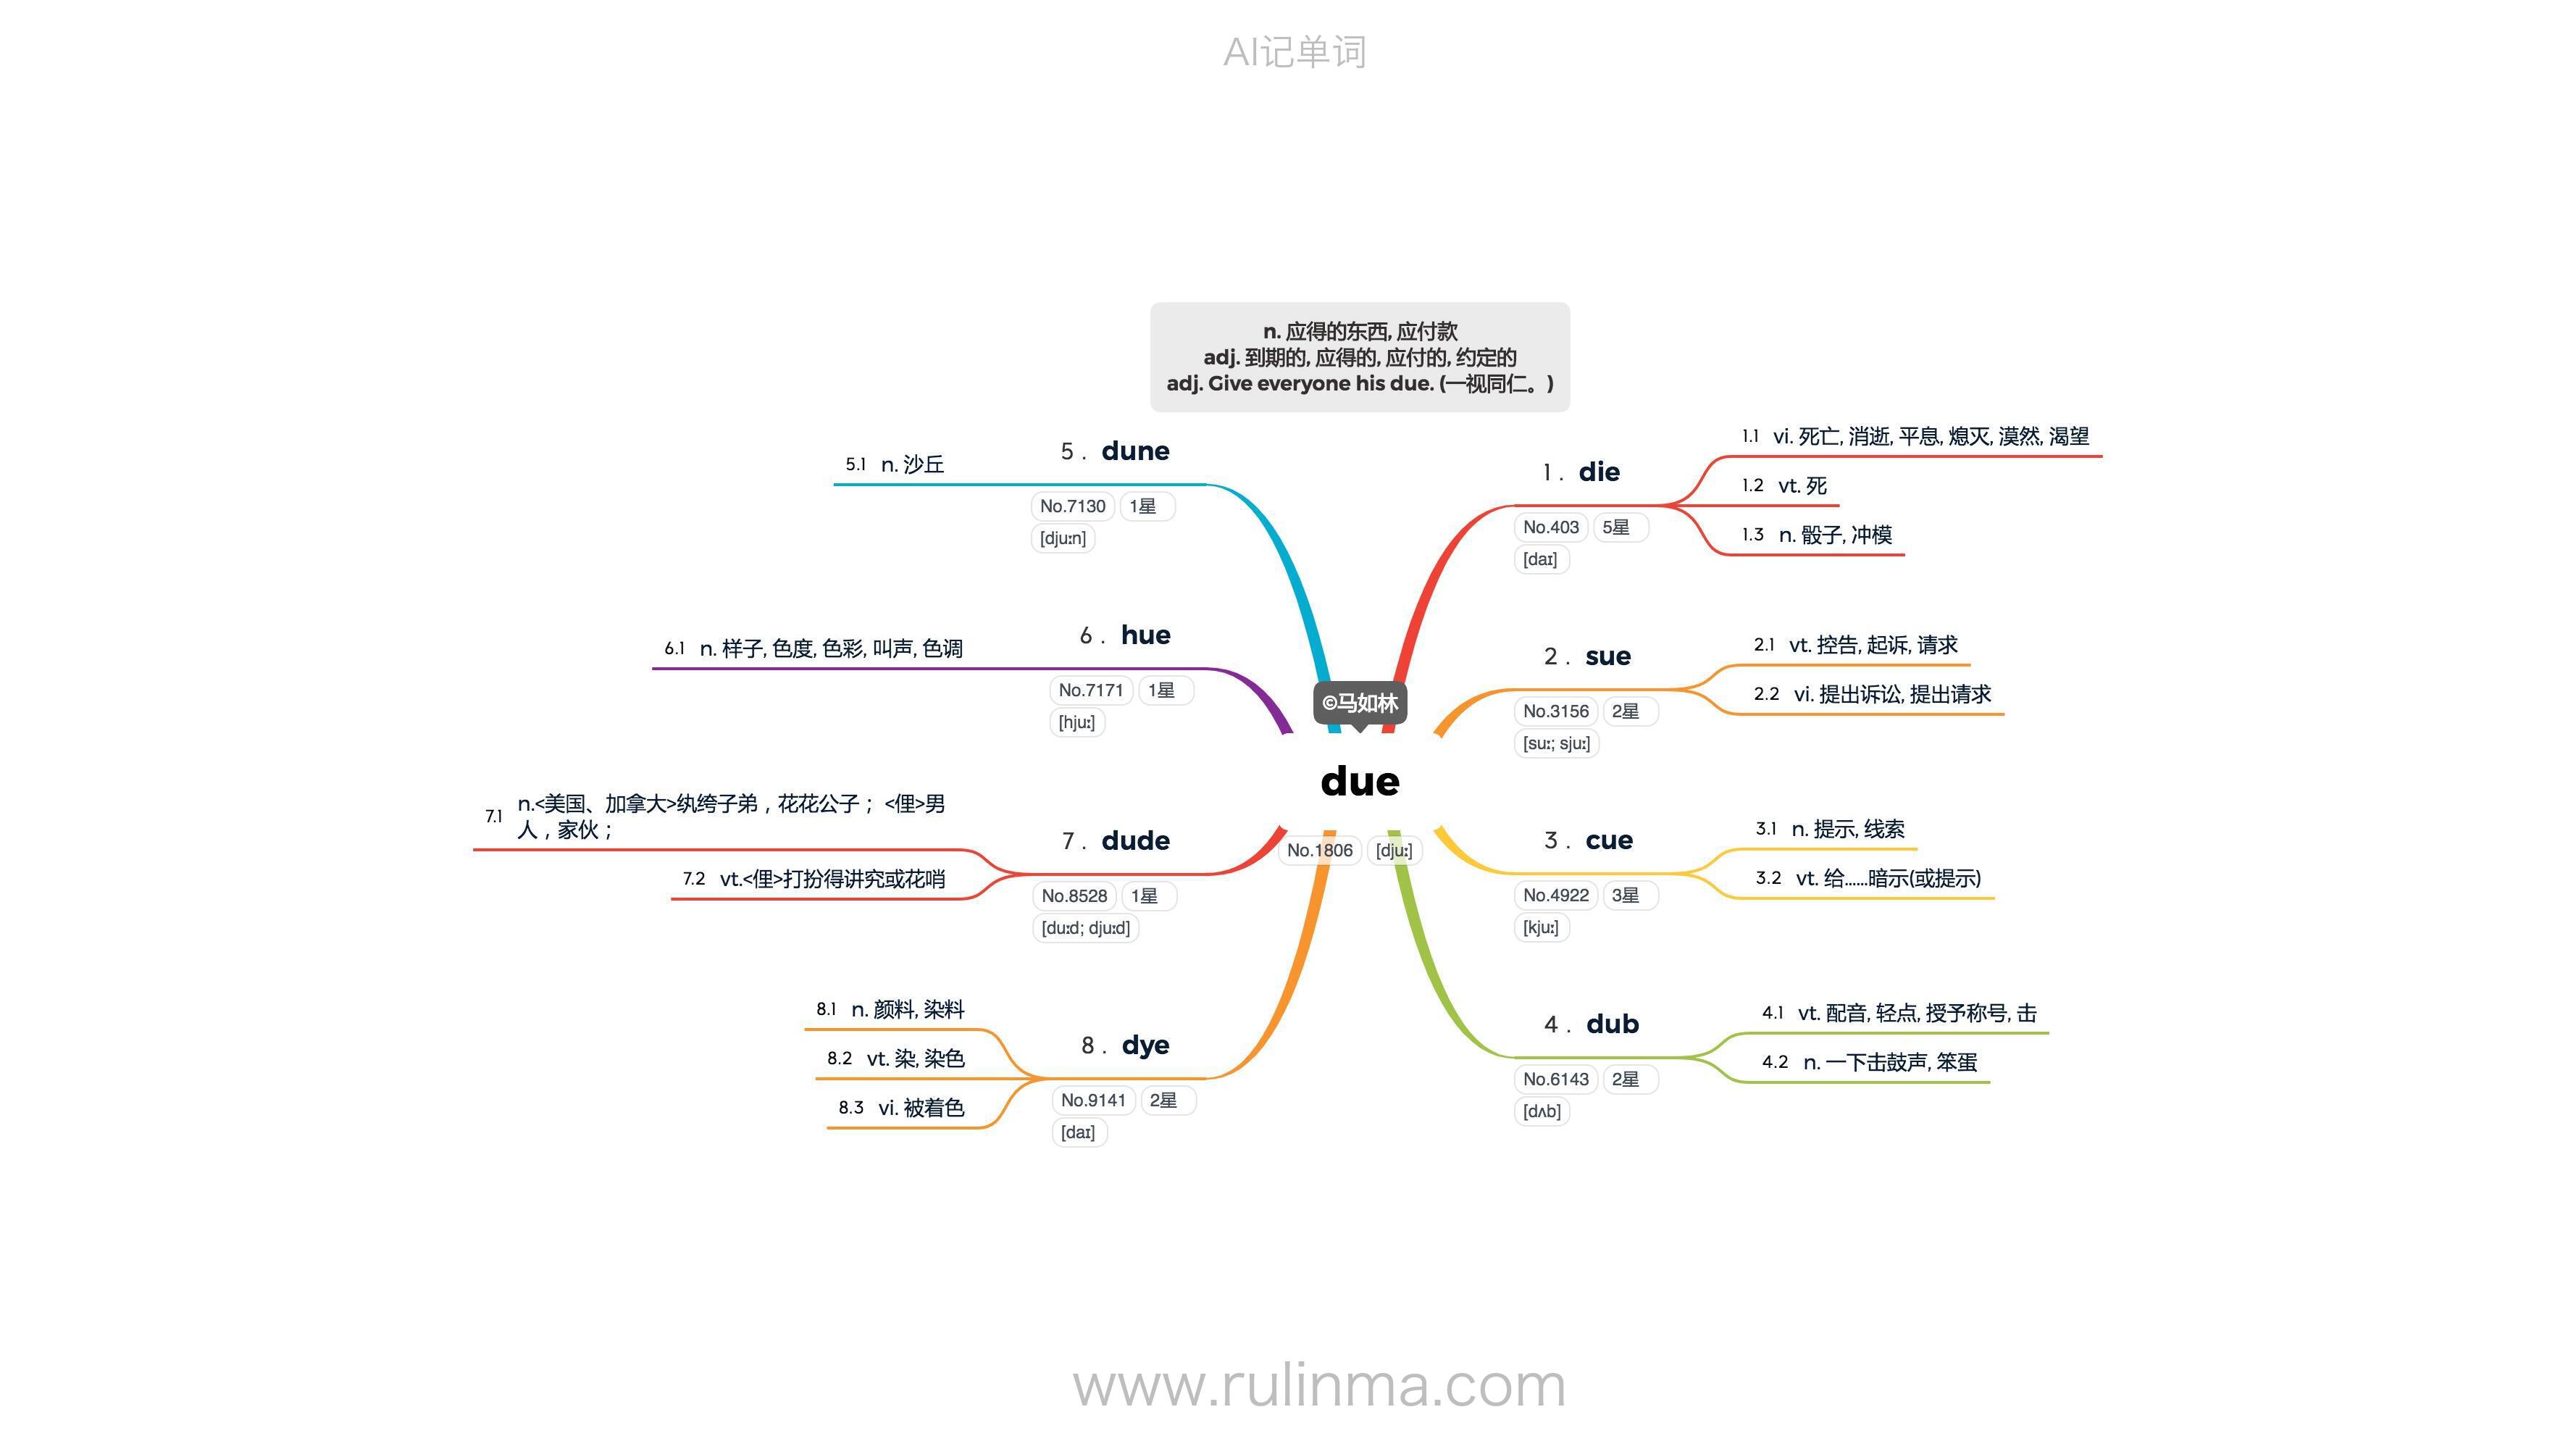 AI记单词
n. 应得的东西, 应付款
adj. 到期的, 应得的, 应付的, 约定的
adj. Give everyone his due. (一视同仁。)
©马如林
due
No.1806 [djuː]
1. die
No.403 5星
[daɪ]
1.1 vi. 死亡, 消逝, 平息, 熄灭, 漠然, 渴望
1.2 vt. 死
1.3 n. 骰子, 冲模
2. sue
No.3156 2星
[suː; sjuː]
2.1 vt. 控告, 起诉, 请求
2.2 vi. 提出诉讼, 提出请求
3. cue
No.4922 3星
[kjuː]
3.1 n. 提示, 线索
3.2 vt. 给……暗示(或提示)
4. dub
No.6143 2星
[dʌb]
4.1 vt. 配音, 轻点, 授予称号, 击
4.2 n. 一下击鼓声, 笨蛋
5. dune
No.7130 1星
[djuːn]
5.1 n. 沙丘
6. hue
No.7171 1星
[hjuː]
6.1 n. 样子, 色度, 色彩, 叫声, 色调
7. dude
No.8528 1星
[duːd; djuːd]
7.1 n.<美国、加拿大>纨绔子弟，花花公子； <俚>男
人，家伙；
7.2 vt.<俚>打扮得讲究或花哨
8. dye
No.9141 2星
[daɪ]
8.1 n. 颜料, 染料
8.2 vt. 染, 染色
8.3 vi. 被着色
www.rulinma.com